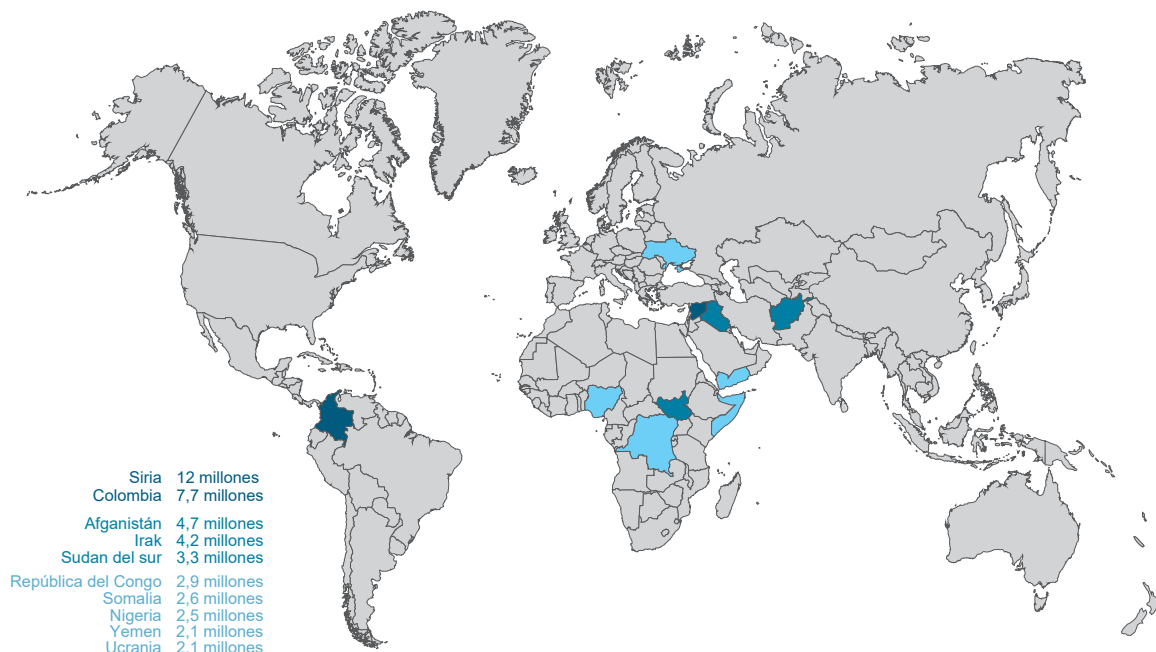 Siria 12 millones
Colombia 7,7 millones
Afganistán 4,7 millones
Irak 4,2 millones
Sudan del sur 3,3 millones
República del Congo 2,9 millones
Somalia 2,6 millones
Nigeria 2,5 millones
Yemen 2,1 millones
Ucrania 2,1 millones